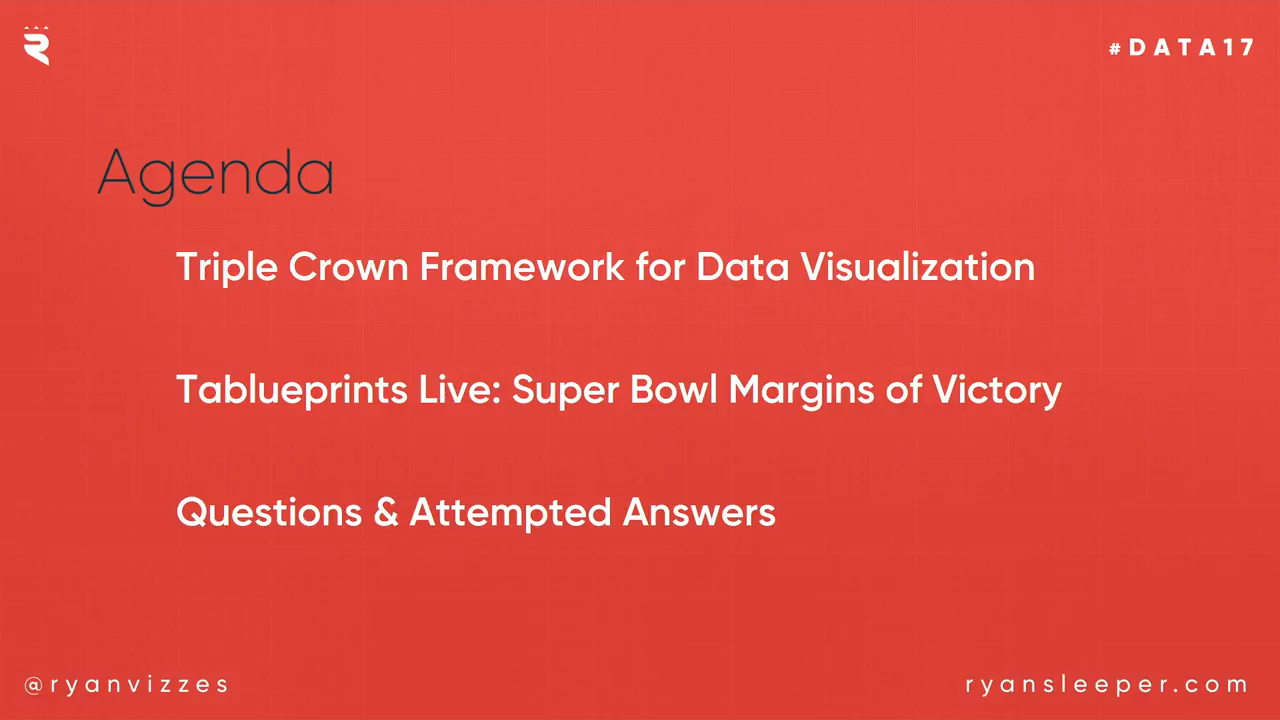 #DATA17
Agenda
Triple Crown Framework for Data Visualization
Tablueprints Live: Super Bowl Margins of Victory
Questions & Attempted Answers
@ryanvizzes
ryansleeper.com